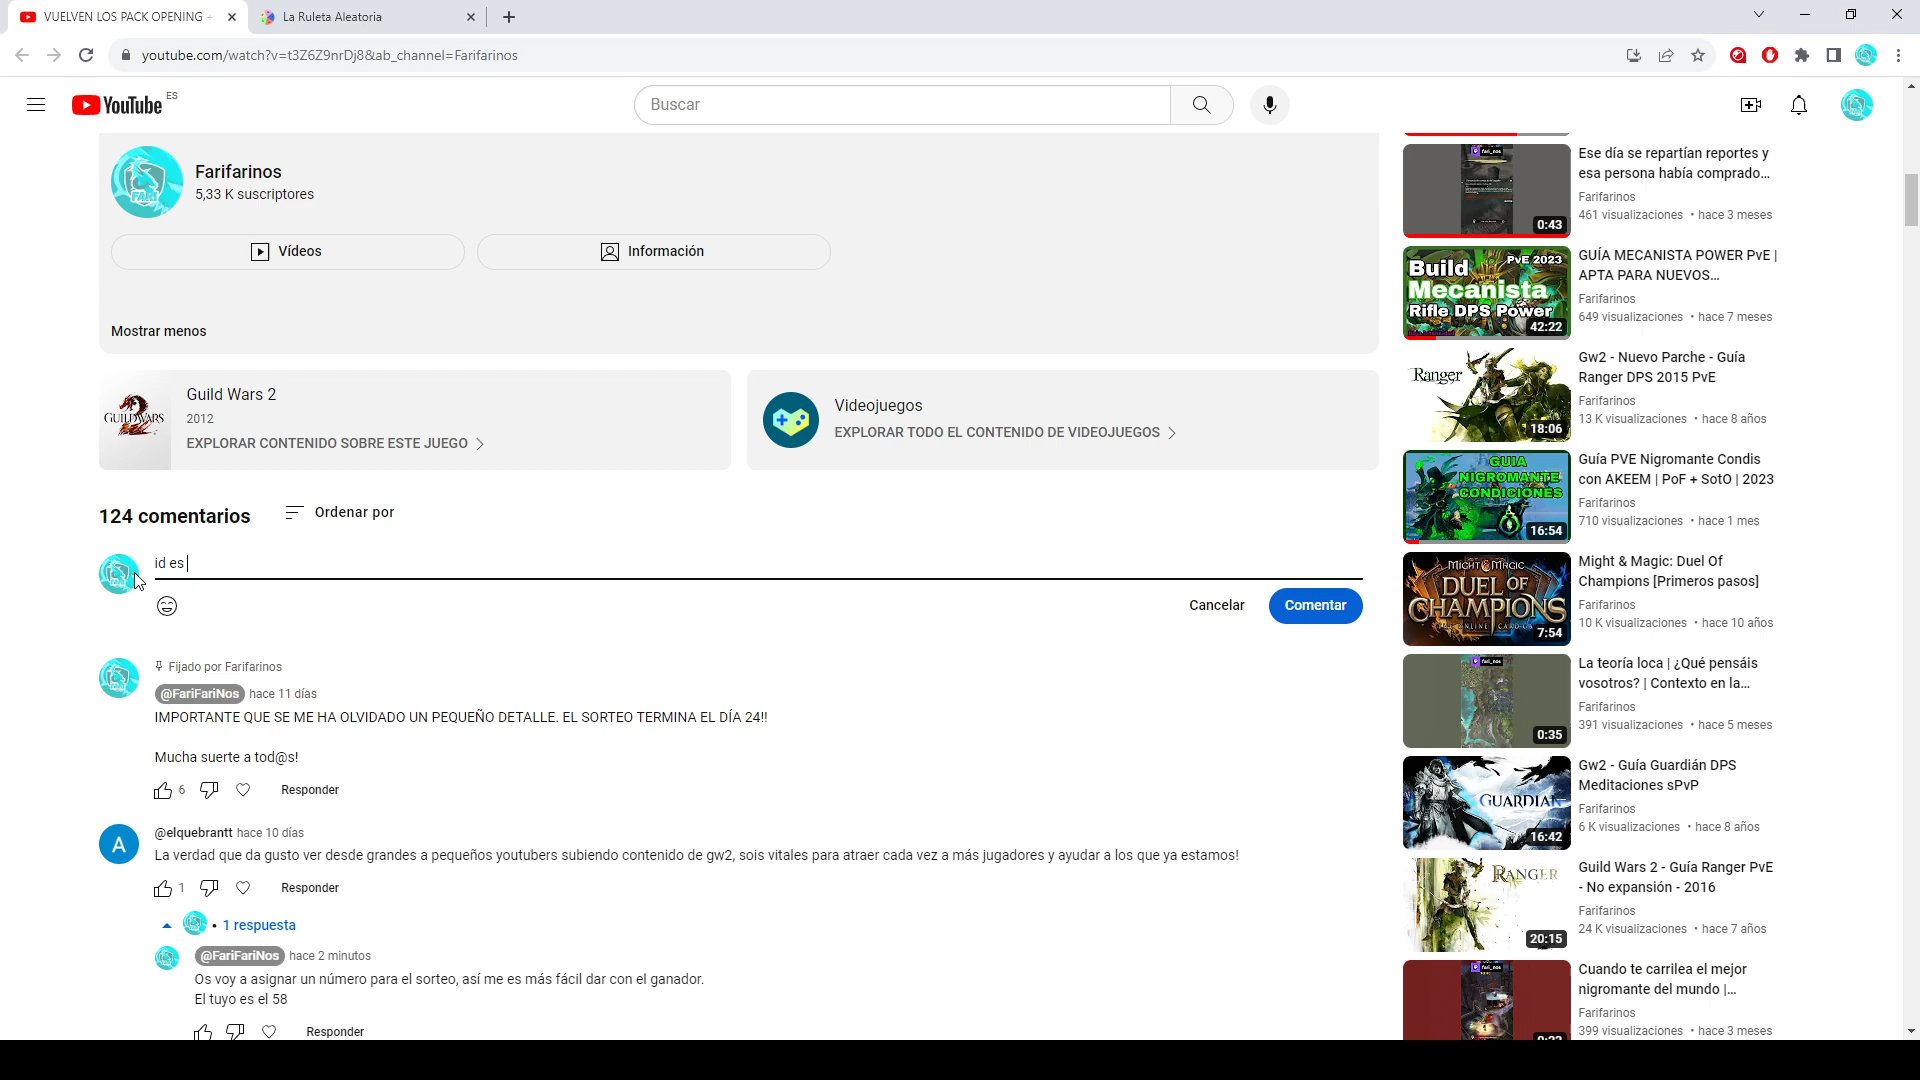 VUELVEN LOS PACK OPENING -
La Ruleta Aleatoria
youtube.com/watch?v=t3Z6Z9nrDj8&ab_channel=Farifarinos
YouTube ES
Buscar
Farifarinos
5,33 K suscriptores
Vídeos
Información
Mostrar menos
GUILDWARS
Guild Wars 2
2012
EXPLORAR CONTENIDO SOBRE ESTE JUEGO
Videojuegos
EXPLORAR TODO EL CONTENIDO DE VIDEOJUEGOS
124 comentarios
Ordenar por
id es
Cancelar
Comentar
Fijado por Farifarinos
@FariFariNos hace 11 días
IMPORTANTE QUE SE ME HA OLVIDADO UN PEQUEÑO DETALLE. EL SORTEO TERMINA EL DÍA 24!!
Mucha suerte a tod@s!
6
Responder
A
@elquebrantt hace 10 días
La verdad que da gusto ver desde grandes a pequeños youtubers subiendo contenido de gw2, sois vitales para atraer cada vez a más jugadores y ayudar a los que ya estamos!
1
Responder
• 1 respuesta
@FariFariNos hace 2 minutos
Os voy a asignar un número para el sorteo, así me es más fácil dar con el ganador.
El tuyo es el 58
Responder
fari_nos
0:43
Ese día se repartían reportes y
esa persona había comprado...
Farifarinos
461 visualizaciones • hace 3 meses
Build PvE 2023
Mecanista
Rifle DPS Power
42:22
GUÍA MECANISTA POWER PvE |
APTA PARA NUEVOS...
Farifarinos
649 visualizaciones • hace 7 meses
Ranger
18:06
Gw2 - Nuevo Parche - Guía
Ranger DPS 2015 PvE
Farifarinos
13 K visualizaciones • hace 8 años
GUIA
NIGROMANTE
CONDICIONES
16:54
Guía PVE Nigromante Condis
con AKEEM | PoF + SotO | 2023
Farifarinos
710 visualizaciones • hace 1 mes
MIGHT & MAGIC
DUEL OF
CHAMPIONS
7:54
Might & Magic: Duel Of
Champions [Primeros pasos]
Farifarinos
10 K visualizaciones • hace 10 años
fari_nos
0:35
La teoría loca | ¿Qué pensáis
vosotros? | Contexto en la...
Farifarinos
391 visualizaciones • hace 5 meses
GUARDIAN
16:42
Gw2 - Guía Guardián DPS
Meditaciones sPvP
Farifarinos
6 K visualizaciones • hace 8 años
RANGER
20:15
Guild Wars 2 - Guía Ranger PvE
- No expansión - 2016
Farifarinos
24 K visualizaciones • hace 7 años
fari_nos
Cuando te carrilea el mejor
nigromante del mundo |...
Farifarinos
399 visualizaciones • hace 3 meses